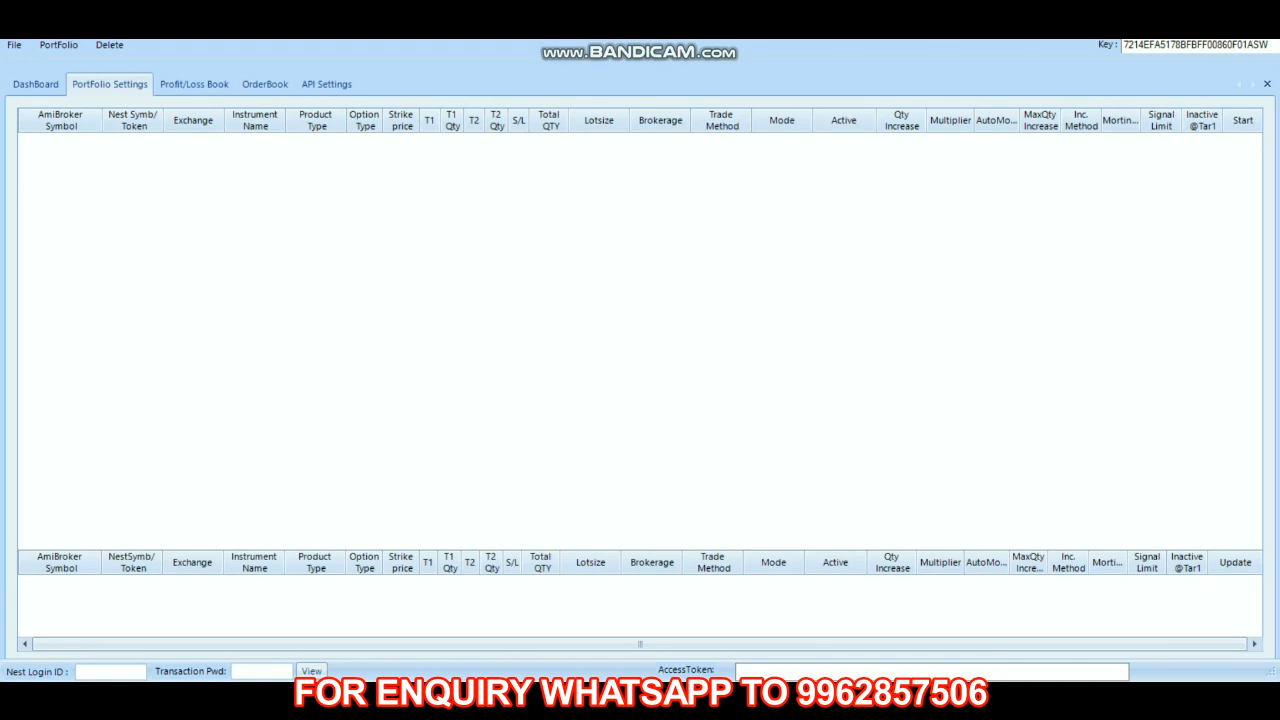 www.BANDICAM.com
File PortFolio Delete Key : 7214EFA5178BFBFF00860F01ASW
DashBoard PortFolio Settings Profit/Loss Book OrderBook API Settings
AmiBroker Symbol Nest Symb/ Token Exchange Instrument Name Product Type Option Type Strike price T1 T1 Qty T2 T2 Qty S/L Total QTY Lotsize Brokerage Trade Method Mode Active Qty Increase Multiplier AutoMo... MaxQty Increase Inc. Method Mortin... Signal Limit Inactive @Tar1 Start
AmiBroker Symbol NestSymb/ Token Exchange Instrument Name Product Type Option Type Strike price T1 T1 Qty T2 T2 Qty S/L Total QTY Lotsize Brokerage Trade Method Mode Active Qty Increase Multiplier AutoMo... MaxQty Incre... Inc. Method Morti... Signal Limit Inactive @Tar1 Update
Nest Login ID : Transaction Pwd: View AccessToken:
FOR ENQUIRY WHATSAPP TO 9962857506